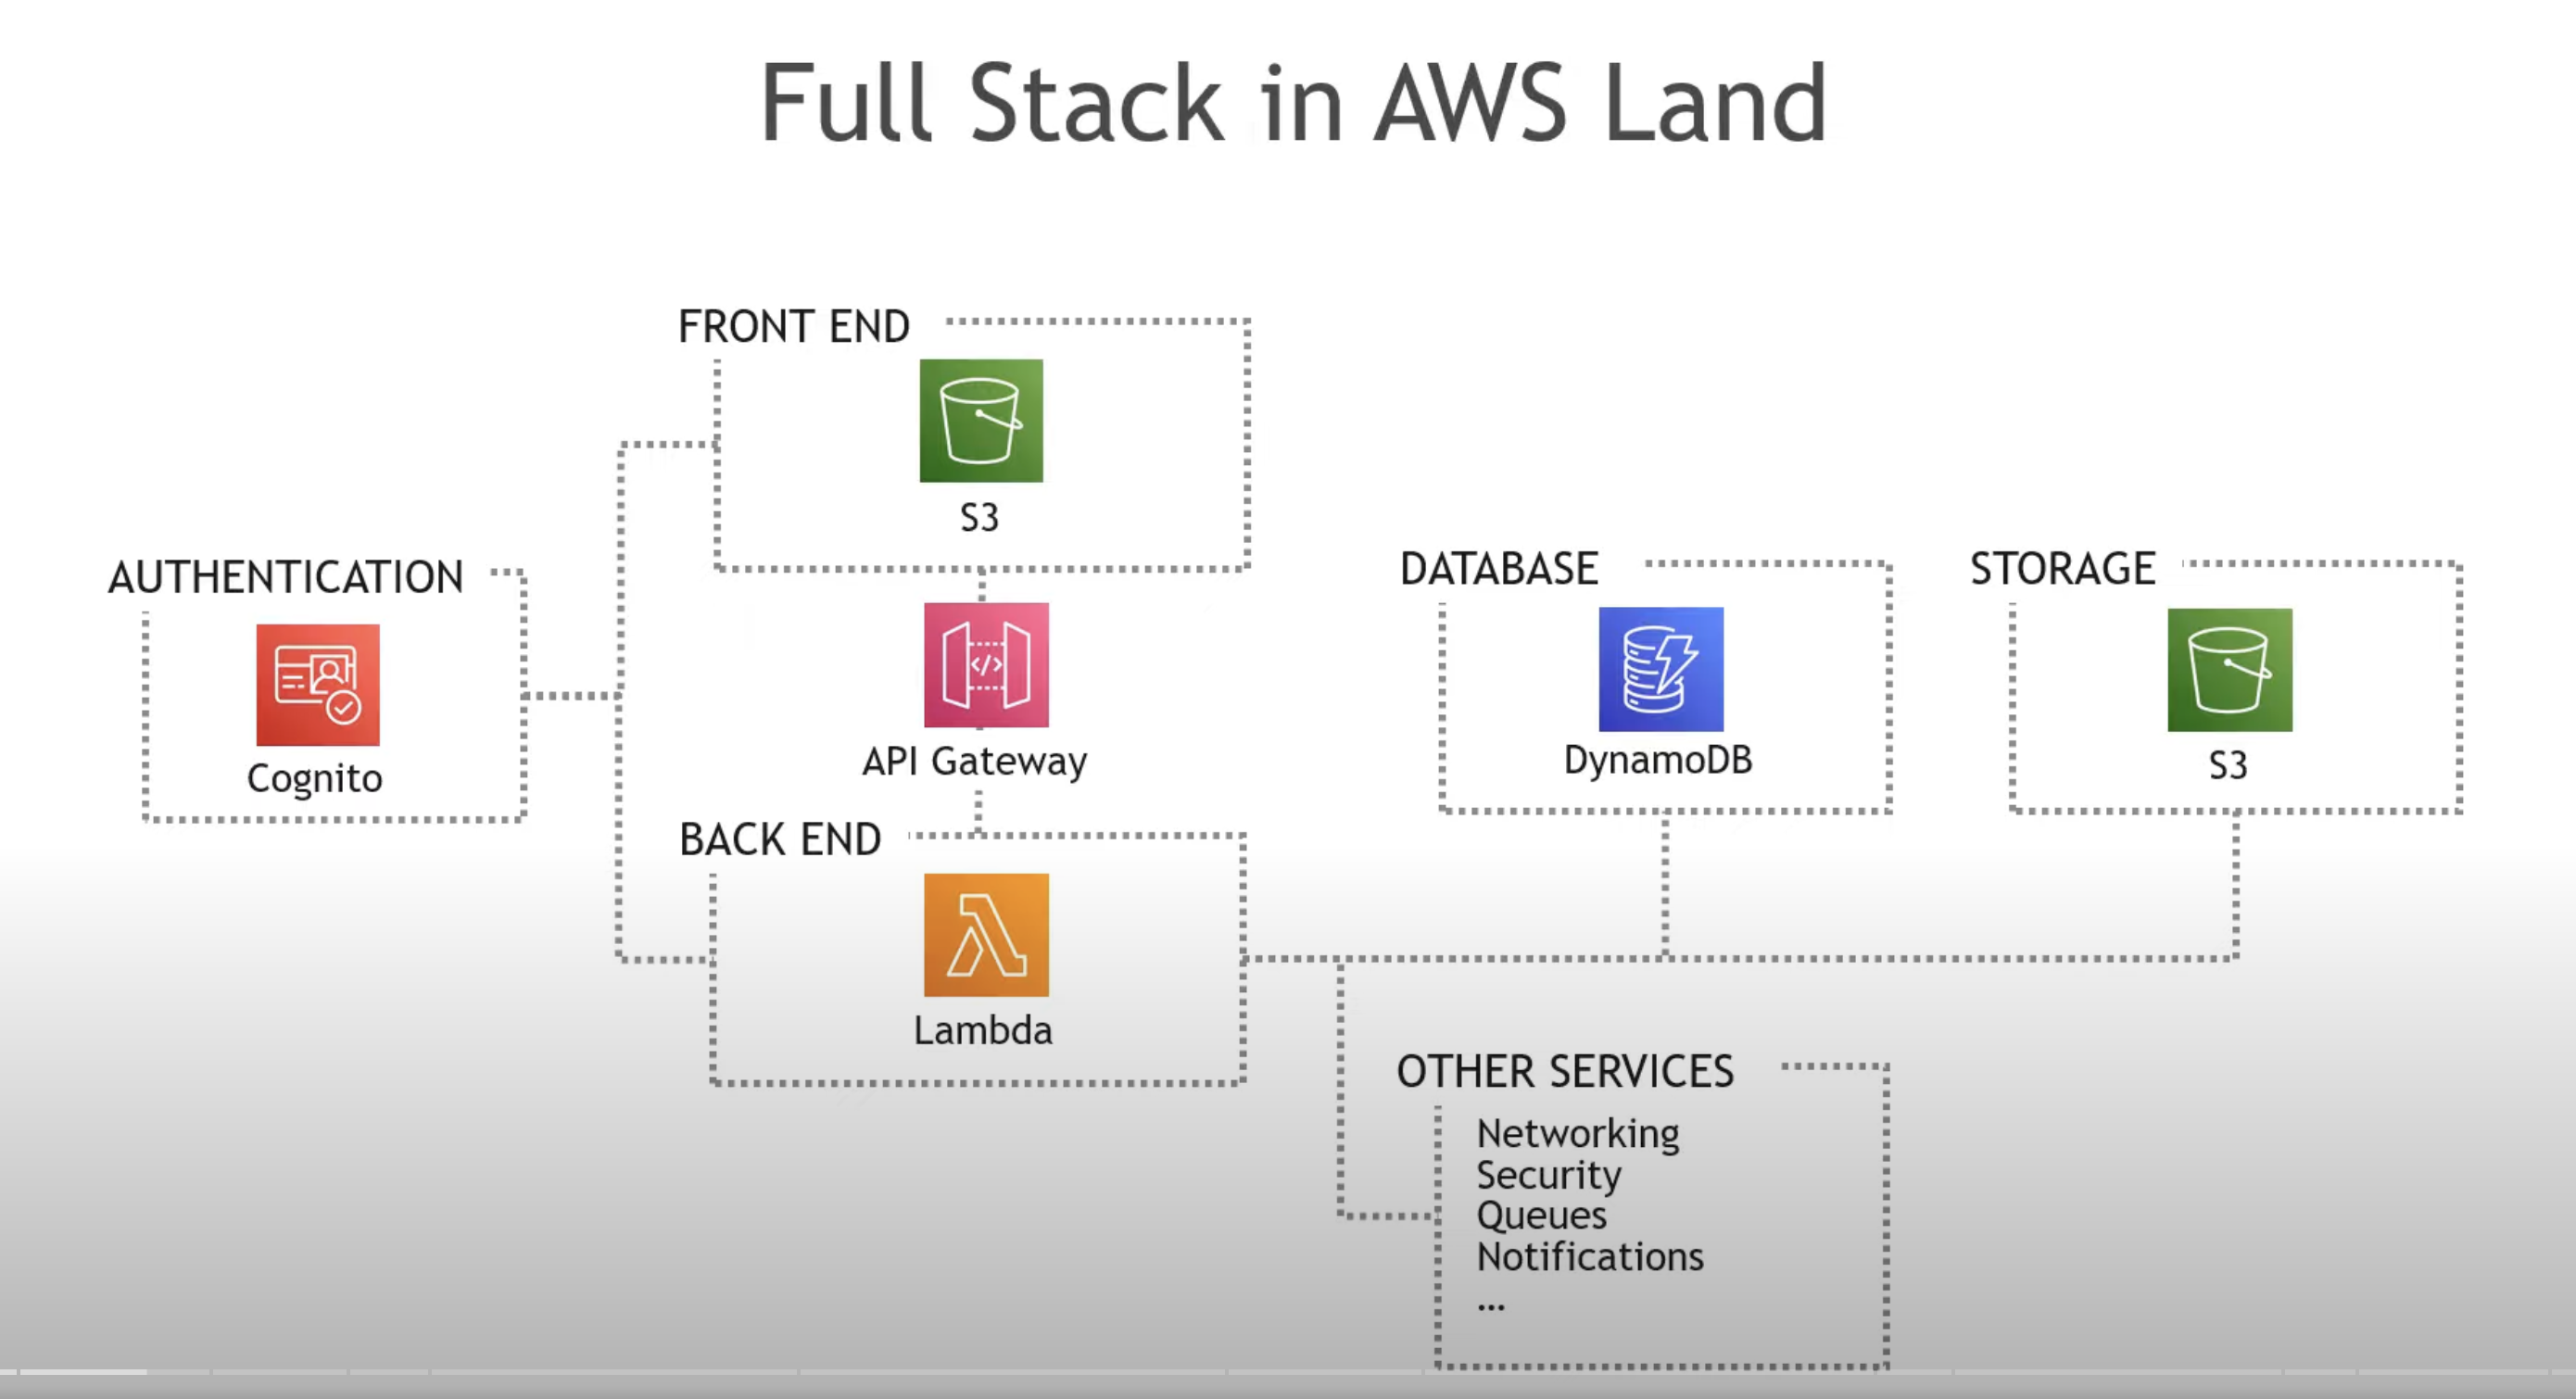 Full Stack in AWS Land
FRONT END
S3
AUTHENTICATION
Cognito
</>
API Gateway
BACK END
Lambda
DATABASE
DynamoDB
STORAGE
S3
OTHER SERVICES
Networking
Security
Queues
Notifications
...